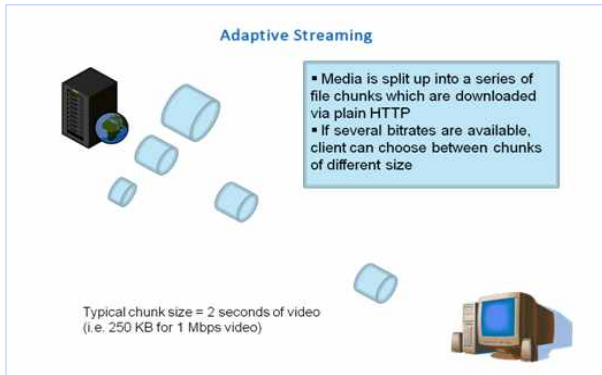 Adaptive Streaming
▪ Media is split up into a series of
file chunks which are downloaded
via plain HTTP
▪ If several bitrates are available,
client can choose between chunks
of different size
Typical chunk size = 2 seconds of video
(i.e. 250 KB for 1 Mbps video)